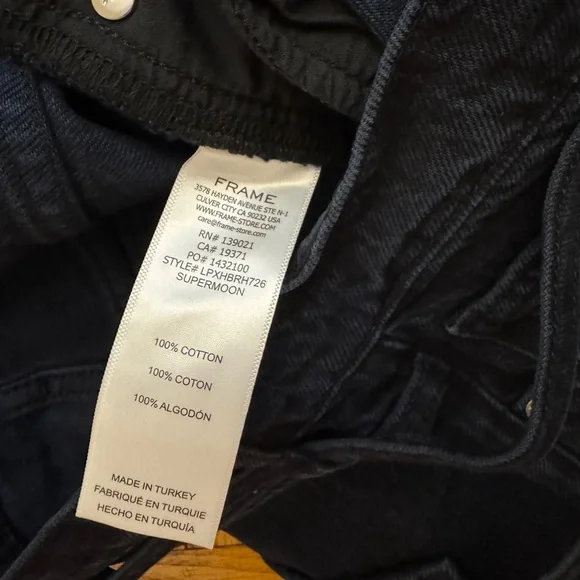 FRAME
3578 HAYDEN AVENUE STE N-1
CULVER CITY CA 90232 USA
WWW.FRAME-STORE.COM
care@frame-store.com
RN# 139021
CA# 19371
PO# 1432100
STYLE# LPXHBRH726
SUPERMOON
100% COTTON
100% COTON
100% ALGODÓN
MADE IN TURKEY
FABRIQUÉ EN TURQUIE
HECHO EN TURQUÍA